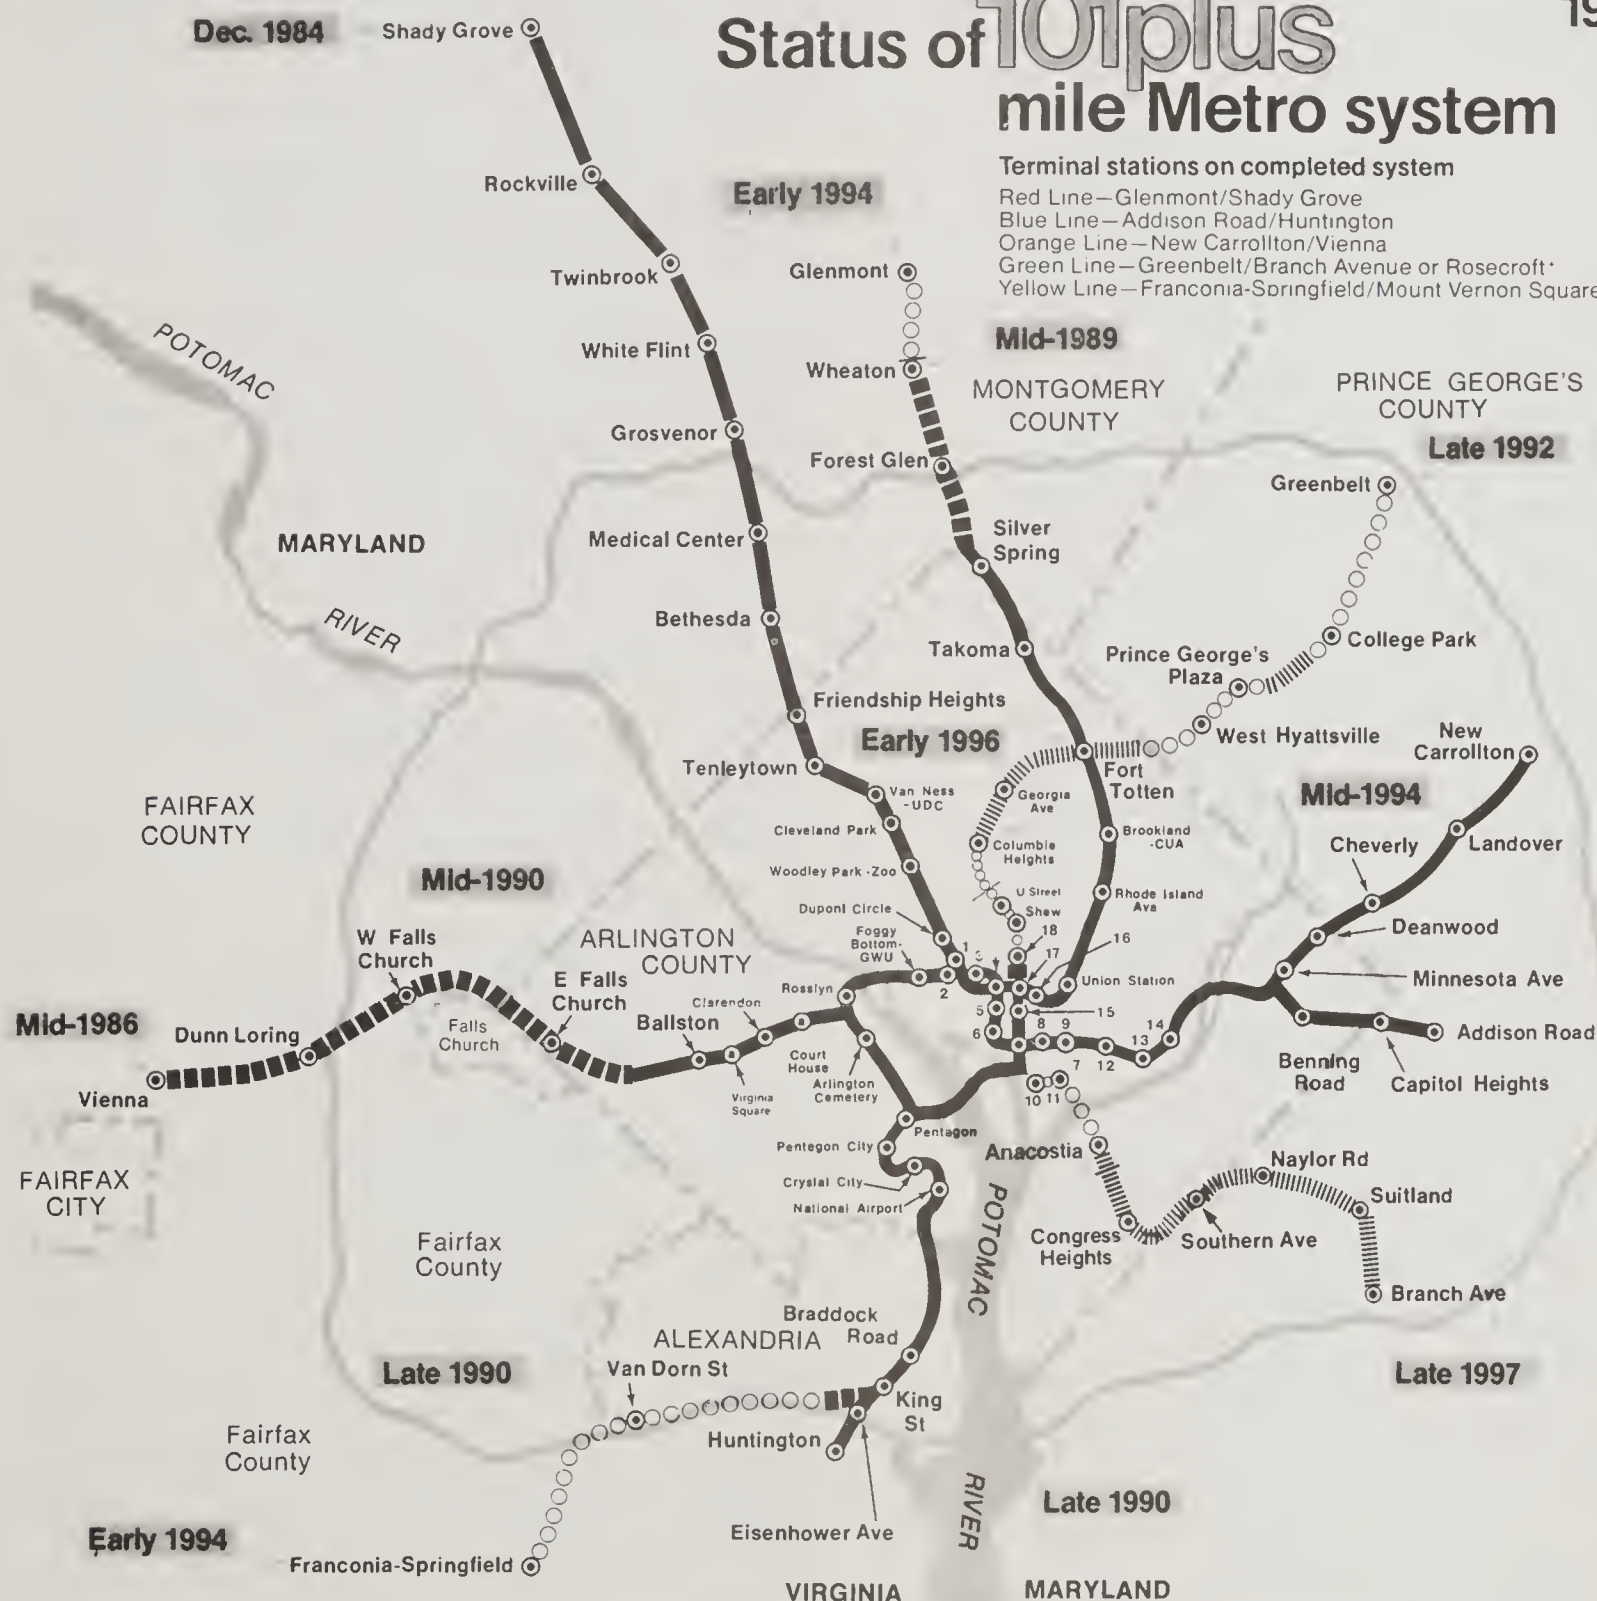 Dec. 1984
Shady Grove
Status of 101plus
mile Metro system
Terminal stations on completed system
Red Line—Glenmont/Shady Grove
Blue Line—Addison Road/Huntington
Orange Line—New Carrollton/Vienna
Green Line—Greenbelt/Branch Avenue or Rosecroft*
Yellow Line—Franconia-Springfield/Mount Vernon Square
Rockville
Early 1994
Twinbrook
Glenmont
POTOMAC
White Flint
Wheaton
Mid-1989
MONTGOMERY
COUNTY
PRINCE GEORGE'S
COUNTY
Grosvenor
Forest Glen
Late 1992
Greenbelt
MARYLAND
Medical Center
Silver
Spring
RIVER
Bethesda
Takoma
Prince George's
Plaza
College Park
Friendship Heights
Early 1996
West Hyattsville
New
Carrollton
Tenleytown
Fort
Totten
Van Ness
-UDC
Georgia
Ave
Mid-1994
FAIRFAX
COUNTY
Cleveland Park
Columbia
Heights
Brookland
-CUA
Cheverly
Landover
Woodley Park -Zoo
Mid-1990
U Street
Rhode Island
Ave
Dupont Circle
Shaw
Deanwood
W Falls
Church
ARLINGTON
COUNTY
Foggy
Bottom-
GWU
1
3
18
17
16
E Falls
Church
Rosslyn
2
Union Station
Minnesota Ave
Mid-1986
Dunn Loring
Falls
Church
Clarendon
Ballston
5
15
6
8
9
14
13
Addison Road
Vienna
Court
House
7
12
Benning
Road
Capitol Heights
Virginia
Square
Arlington
Cemetery
10
11
Pentagon
FAIRFAX
CITY
Pentegon City
Anacostia
Naylor Rd
Crystal City
Suitland
National Airport
POTOMAC
Congress
Heights
Southern Ave
Fairfax
County
Branch Ave
Braddock
Road
ALEXANDRIA
Late 1990
Van Dorn St
Late 1997
King
St
Fairfax
County
Huntington
RIVER
Late 1990
Early 1994
Eisenhower Ave
Franconia-Springfield
VIRGINIA
MARYLAND